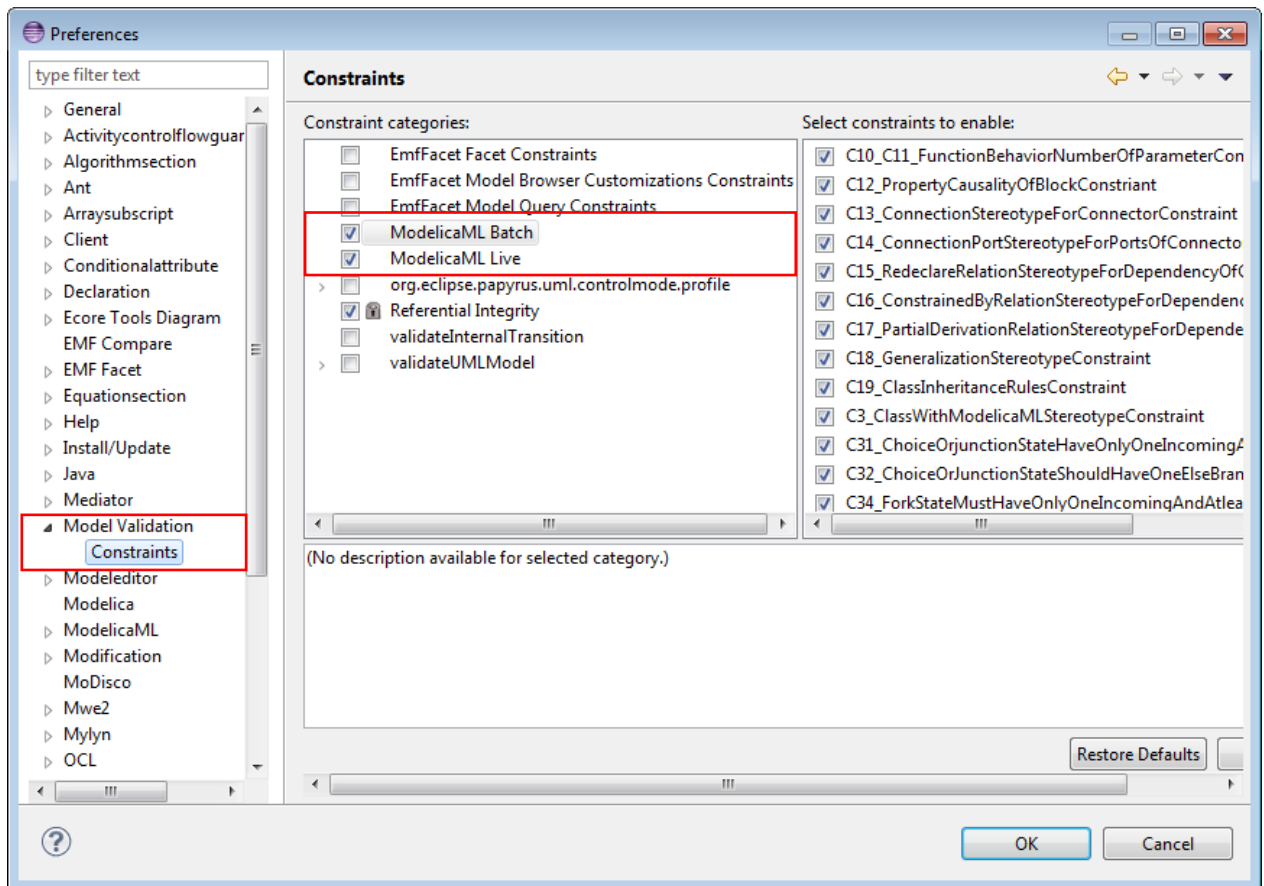 Preferences
type filter text
General
Activitycontrolflowguar
Algorithmsection
Ant
Arraysubscript
Client
Conditionalattribute
Declaration
Ecore Tools Diagram
EMF Compare
EMF Facet
Equationsection
Help
Install/Update
Java
Mediator
Model Validation
Constraints
Modeleditor
Modelica
ModelicaML
Modification
MoDisco
Mwe2
Mylyn
OCL
Constraints
Constraint categories:
EmfFacet Facet Constraints
EmfFacet Model Browser Customizations Constraints
EmfFacet Model Query Constraints
ModelicaML Batch
ModelicaML Live
org.eclipse.papyrus.uml.controlmode.profile
Referential Integrity
validateInternalTransition
validateUMLModel
Select constraints to enable:
C10_C11_FunctionBehaviorNumberOfParameterCon
C12_PropertyCausalityOfBlockConstriant
C13_ConnectionStereotypeForConnectorConstraint
C14_ConnectionPortStereotypeForPortsOfConnecto
C15_RedeclareRelationStereotypeForDependencyOf
C16_ConstrainedByRelationStereotypeForDependenc
C17_PartialDerivationRelationStereotypeForDepende
C18_GeneralizationStereotypeConstraint
C19_ClassInheritanceRulesConstraint
C3_ClassWithModelicaMLStereotypeConstraint
C31_ChoiceOrjunctionStateHaveOnlyOneIncomingA
C32_ChoiceOrJunctionStateShouldHaveOneElseBran
C34_ForkStateMustHaveOnlyOneIncomingAndAtlea
(No description available for selected category.)
Restore Defaults
OK
Cancel